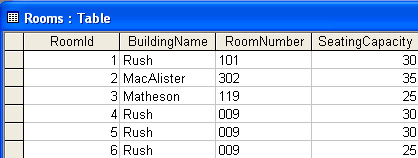 Rooms : Table
RoomId BuildingName RoomNumber SeatingCapacity
1 Rush 101 30
2 MacAlister 302 35
3 Matheson 119 25
4 Rush 009 30
5 Rush 009 30
6 Rush 009 25